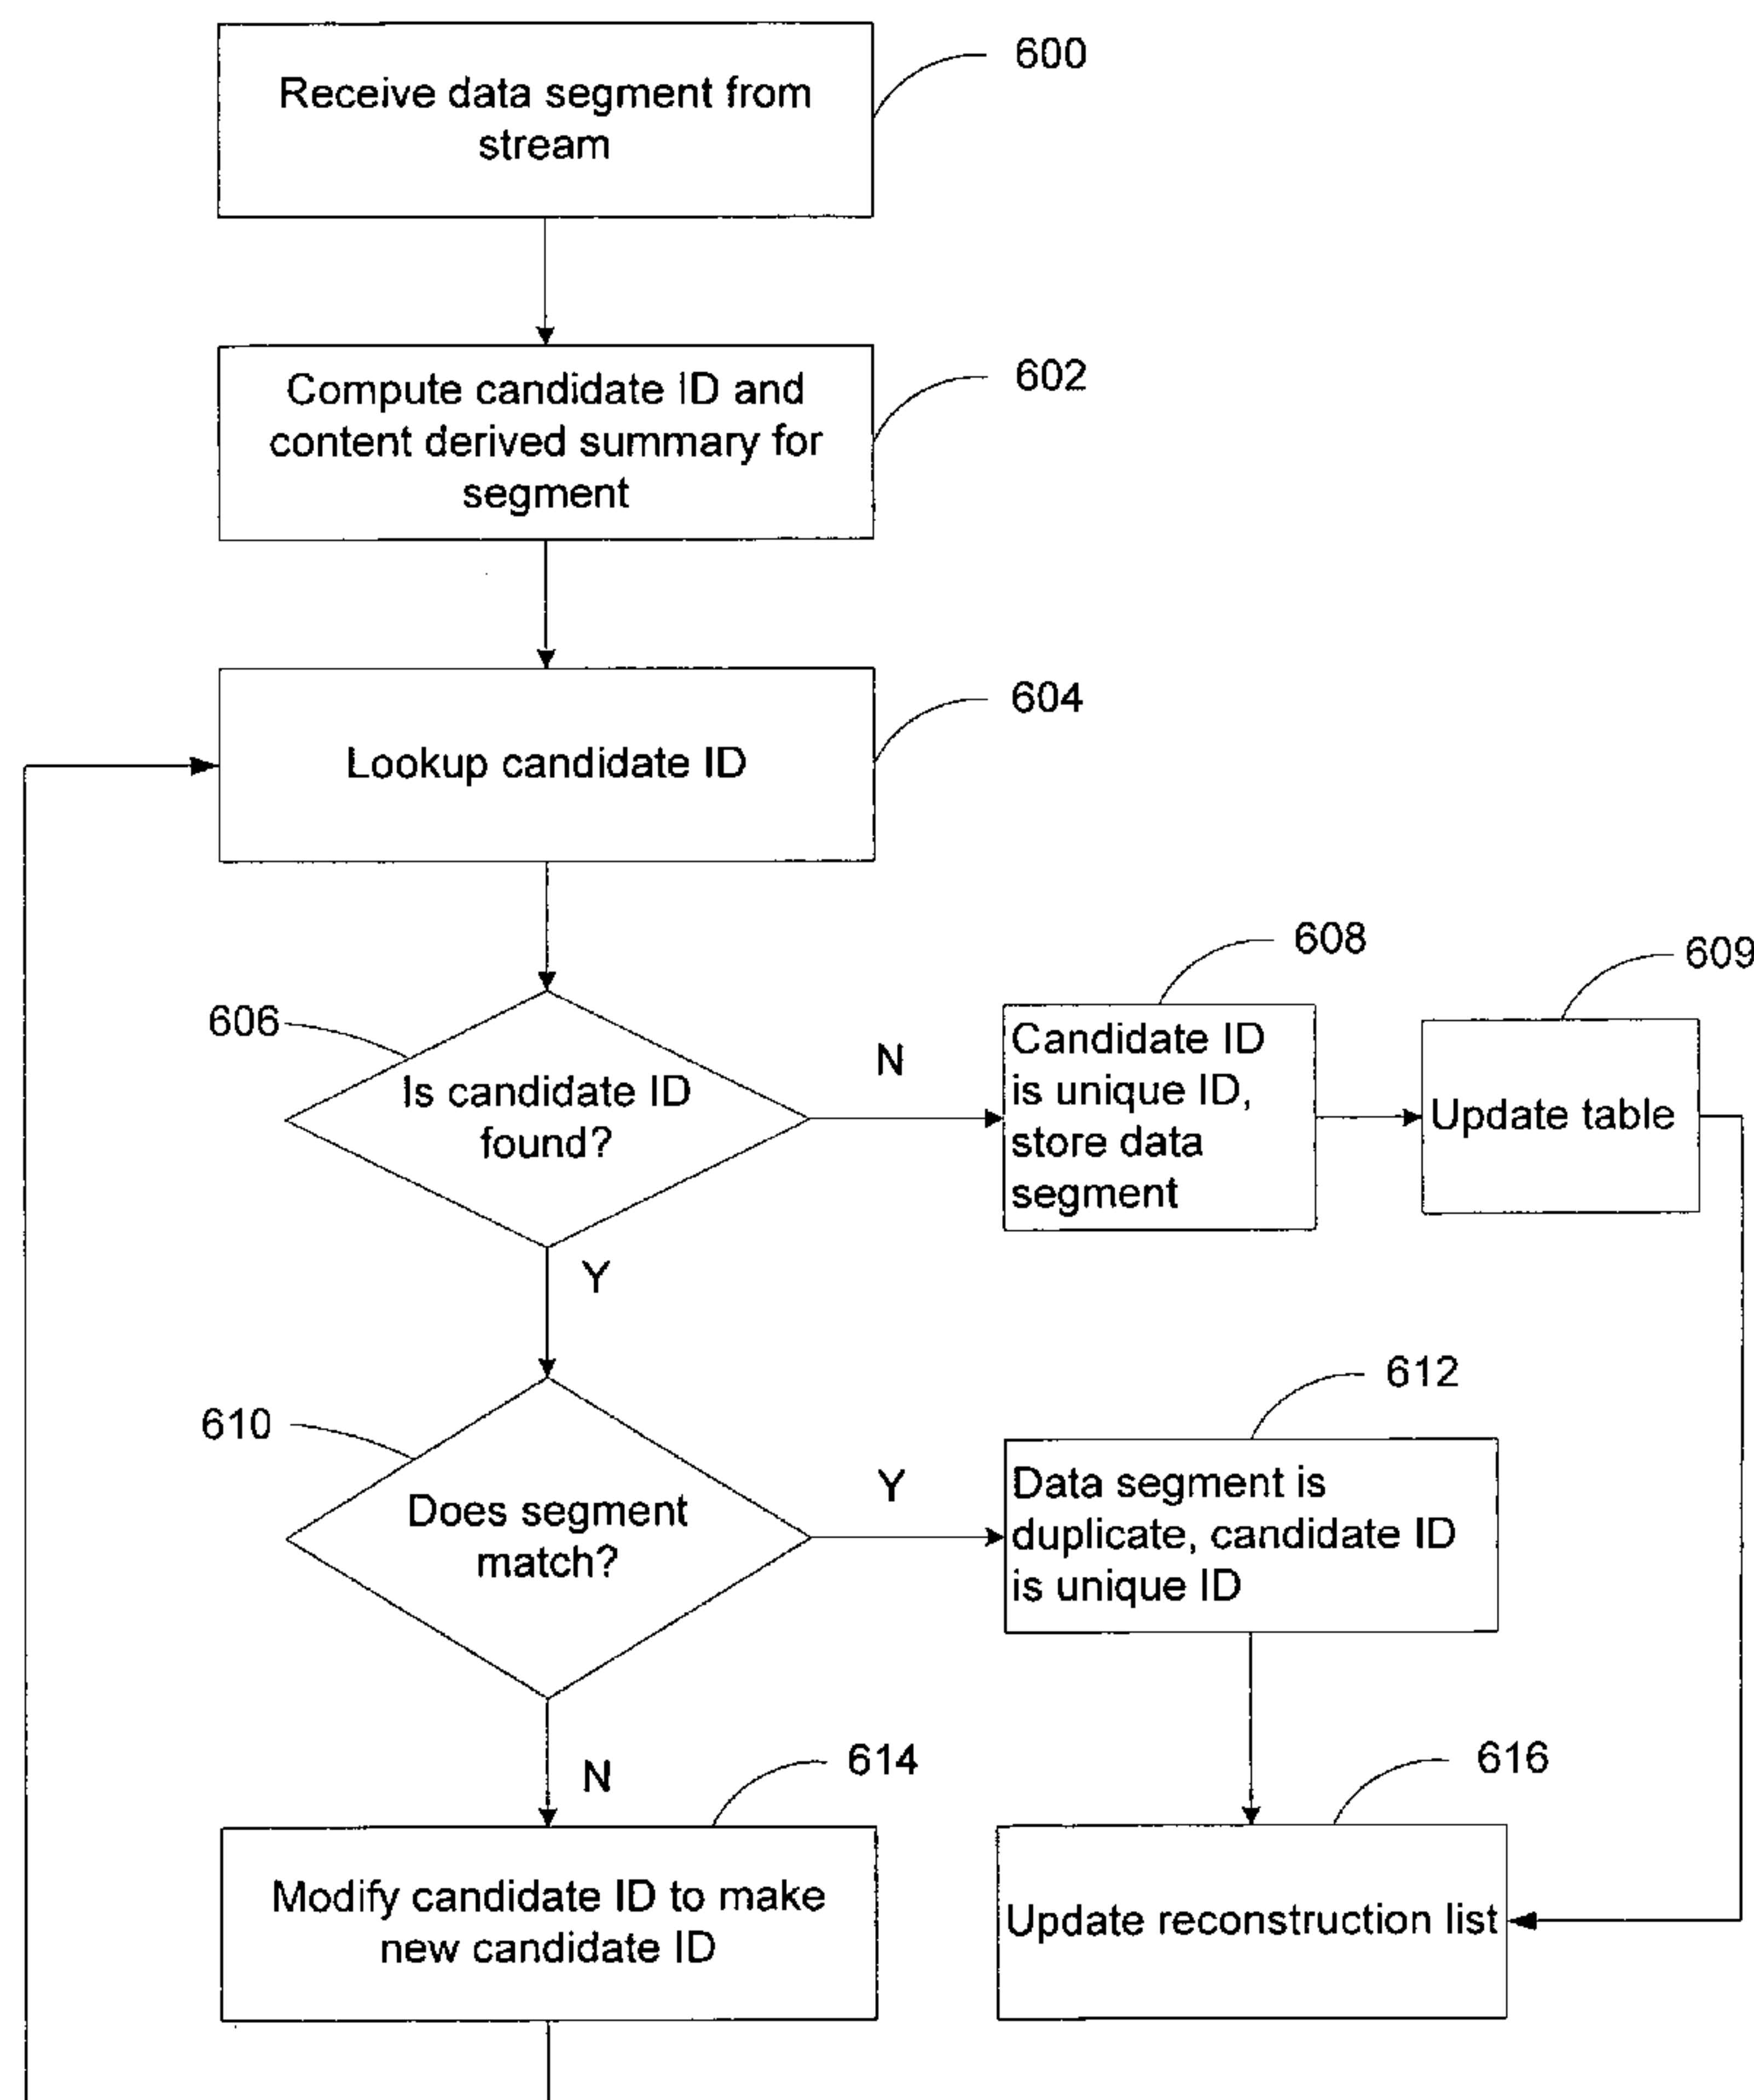 Receive data segment from
stream
600
Compute candidate ID and
content derived summary for
segment
602
Lookup candidate ID
604
606
Is candidate ID
found?
N
Y
608
Candidate ID
is unique ID,
store data
segment
609
Update table
610
Does segment
match?
Y
N
612
Data segment is
duplicate, candidate ID
is unique ID
614
Modify candidate ID to make
new candidate ID
616
Update reconstruction list